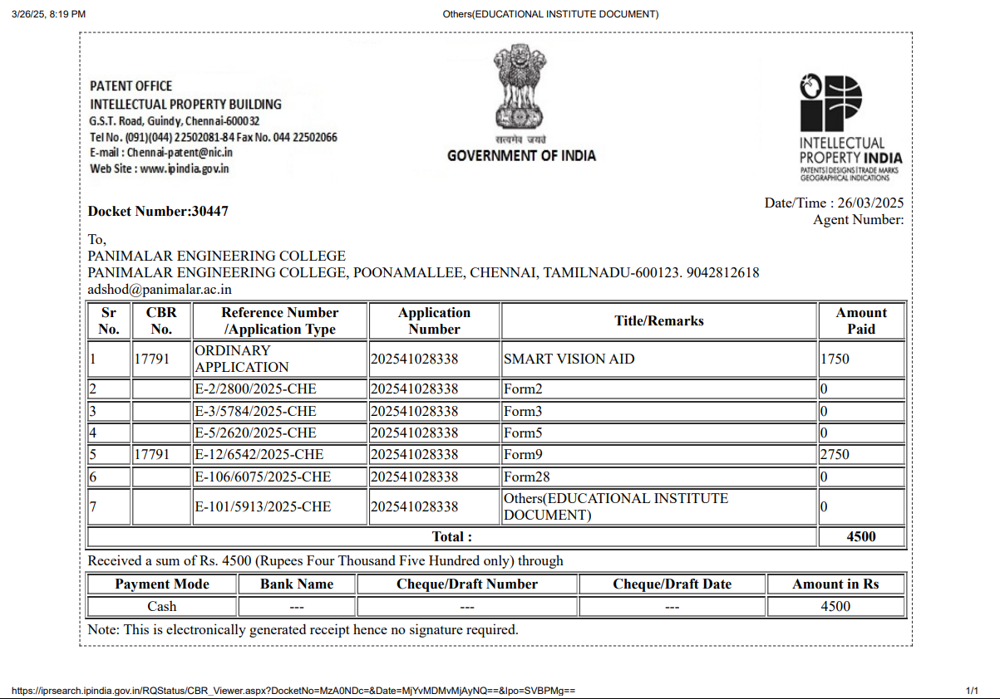 3/26/25, 8:19 PM Others(EDUCATIONAL INSTITUTE DOCUMENT)
PATENT OFFICE
INTELLECTUAL PROPERTY BUILDING
G.S.T. Road, Guindy, Chennai-600032
Tel No. (091)(044) 22502081-84 Fax No. 044 22502066
E-mail : Chennai-patent@nic.in
Web Site : www.ipindia.gov.in
सत्यमेव जयते
GOVERNMENT OF INDIA
INTELLECTUAL
PROPERTY INDIA
PATENTS|DESIGNS|TRADE MARKS
GEOGRAPHICAL INDICATIONS
Docket Number:30447
Date/Time : 26/03/2025
Agent Number:
To,
PANIMALAR ENGINEERING COLLEGE
PANIMALAR ENGINEERING COLLEGE, POONAMALLEE, CHENNAI, TAMILNADU-600123. 9042812618
adshod@panimalar.ac.in
Sr No. CBR No. Reference Number /Application Type Application Number Title/Remarks Amount Paid
1 17791 ORDINARY APPLICATION 202541028338 SMART VISION AID 1750
2 E-2/2800/2025-CHE 202541028338 Form2 0
3 E-3/5784/2025-CHE 202541028338 Form3 0
4 E-5/2620/2025-CHE 202541028338 Form5 0
5 17791 E-12/6542/2025-CHE 202541028338 Form9 2750
6 E-106/6075/2025-CHE 202541028338 Form28 0
7 E-101/5913/2025-CHE 202541028338 Others(EDUCATIONAL INSTITUTE DOCUMENT) 0
Total : 4500
Received a sum of Rs. 4500 (Rupees Four Thousand Five Hundred only) through
Payment Mode Bank Name Cheque/Draft Number Cheque/Draft Date Amount in Rs
Cash --- --- --- 4500
Note: This is electronically generated receipt hence no signature required.
https://iprsearch.ipindia.gov.in/RQStatus/CBR_Viewer.aspx?DocketNo=MzA0NDc=&Date=MjYvMDMvMjAyNQ==&Ipo=SVBPMg== 1/1